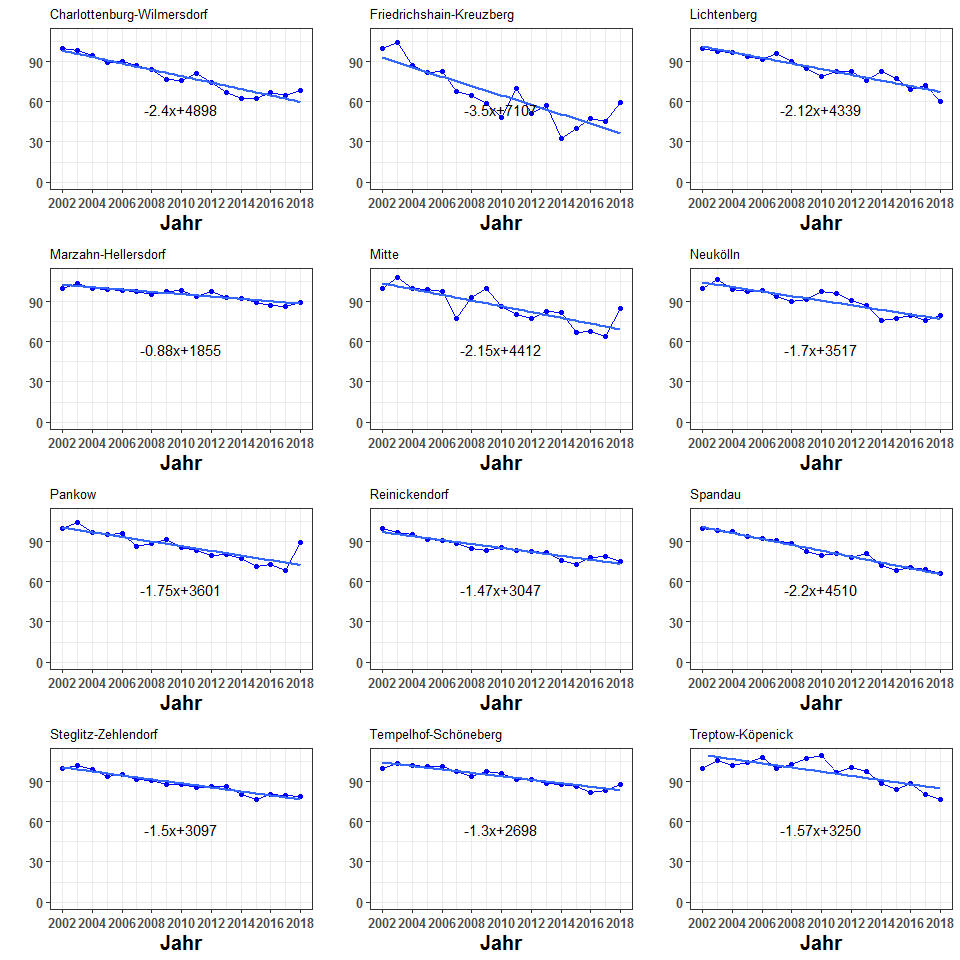 Charlottenburg-Wilmersdorf
90
60
30
0
-2.4x+4898
2002 2004 2006 2008 2010 2012 2014 2016 2018
Jahr
Friedrichshain-Kreuzberg
90
60
30
0
-3.5x+7107
2002 2004 2006 2008 2010 2012 2014 2016 2018
Jahr
Lichtenberg
90
60
30
0
-2.12x+4339
2002 2004 2006 2008 2010 2012 2014 2016 2018
Jahr
Marzahn-Hellersdorf
90
60
30
0
-0.88x+1855
2002 2004 2006 2008 2010 2012 2014 2016 2018
Jahr
Mitte
90
60
30
0
-2.15x+4412
2002 2004 2006 2008 2010 2012 2014 2016 2018
Jahr
Neukölln
90
60
30
0
-1.7x+3517
2002 2004 2006 2008 2010 2012 2014 2016 2018
Jahr
Pankow
90
60
30
0
-1.75x+3601
2002 2004 2006 2008 2010 2012 2014 2016 2018
Jahr
Reinickendorf
90
60
30
0
-1.47x+3047
2002 2004 2006 2008 2010 2012 2014 2016 2018
Jahr
Spandau
90
60
30
0
-2.2x+4510
2002 2004 2006 2008 2010 2012 2014 2016 2018
Jahr
Steglitz-Zehlendorf
90
60
30
0
-1.5x+3097
2002 2004 2006 2008 2010 2012 2014 2016 2018
Jahr
Tempelhof-Schöneberg
90
60
30
0
-1.3x+2698
2002 2004 2006 2008 2010 2012 2014 2016 2018
Jahr
Treptow-Köpenick
90
60
30
0
-1.57x+3250
2002 2004 2006 2008 2010 2012 2014 2016 2018
Jahr